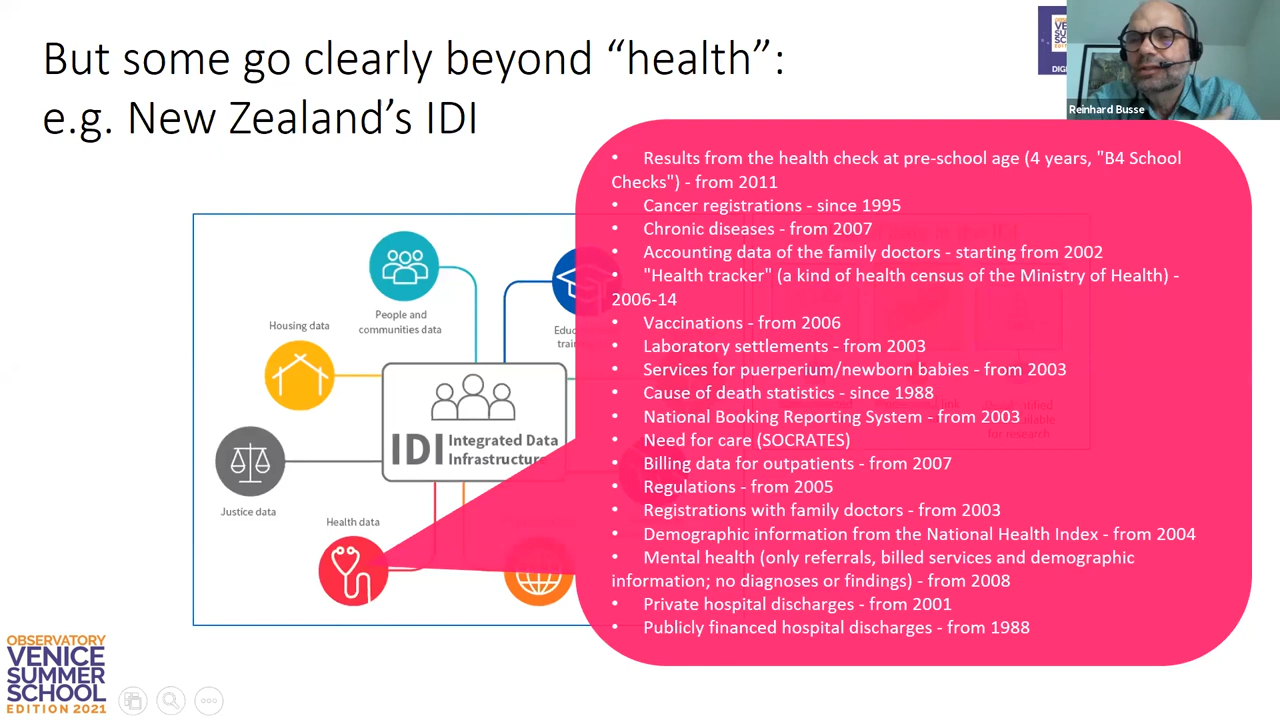 But some go clearly beyond “health”:
e.g. New Zealand’s IDI
Reinhard Busse
• Results from the health check at pre-school age (4 years, "B4 School
Checks") - from 2011
• Cancer registrations - since 1995
• Chronic diseases - from 2007
• Accounting data of the family doctors - starting from 2002
• "Health tracker" (a kind of health census of the Ministry of Health) -
2006-14
• Vaccinations - from 2006
• Laboratory settlements - from 2003
• Services for puerperium/newborn babies - from 2003
• Cause of death statistics - since 1988
• National Booking Reporting System - from 2003
• Need for care (SOCRATES)
• Billing data for outpatients - from 2007
• Regulations - from 2005
• Registrations with family doctors - from 2003
• Demographic information from the National Health Index - from 2004
• Mental health (only referrals, billed services and demographic
information; no diagnoses or findings) - from 2008
• Private hospital discharges - from 2001
• Publicly financed hospital discharges - from 1988
People and
communities data
Housing data
IDI
Integrated Data
Infrastructure
Justice data
Health data
for research
OBSERVATORY
VENICE
SUMMER
SCHOOL
EDITION 2021